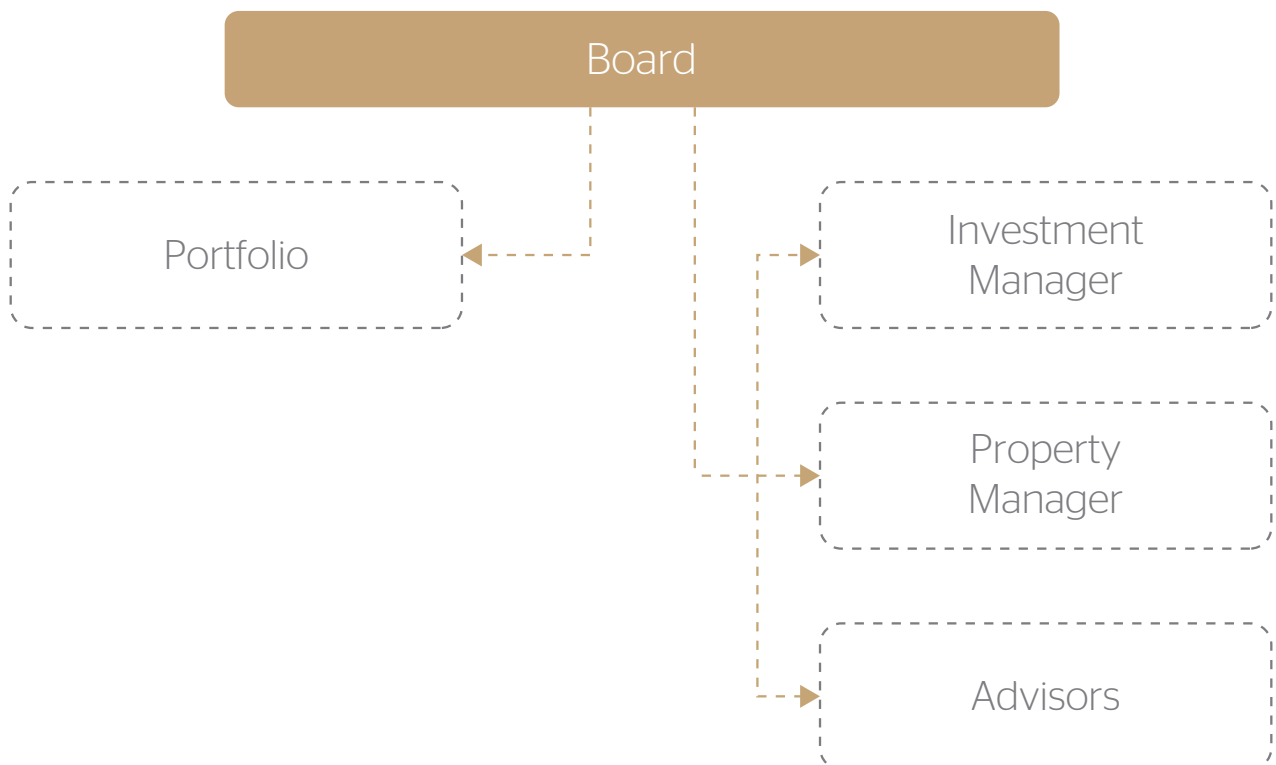 Board
Portfolio
Investment
Manager
Property
Manager
Advisors